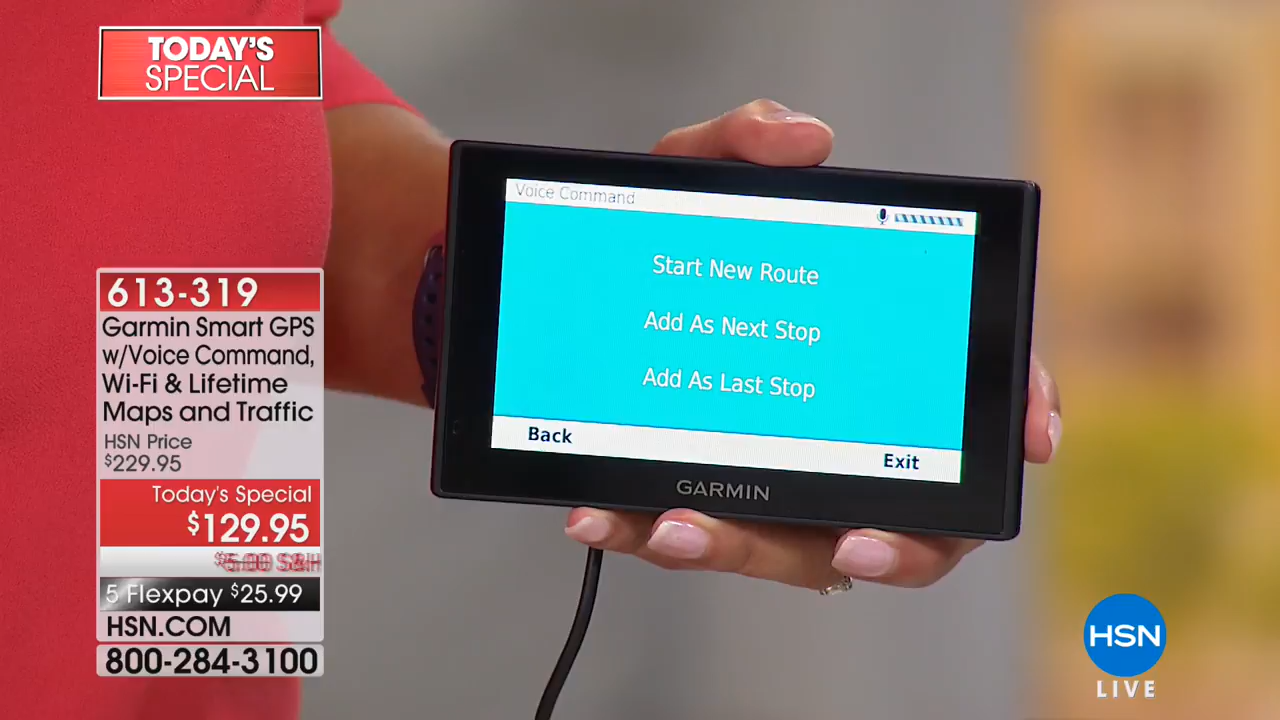 TODAY'S
SPECIAL
613-319
Garmin Smart GPS
w/Voice Command,
Wi-Fi & Lifetime
Maps and Traffic
HSN Price
$229.95
Today's Special
$129.95
$5.00 S&H
5 Flexpay $25.99
HSN.COM
800-284-3100
Voice Command
Start New Route
Add As Next Stop
Add As Last Stop
Back
Exit
GARMIN
HSN
LIVE